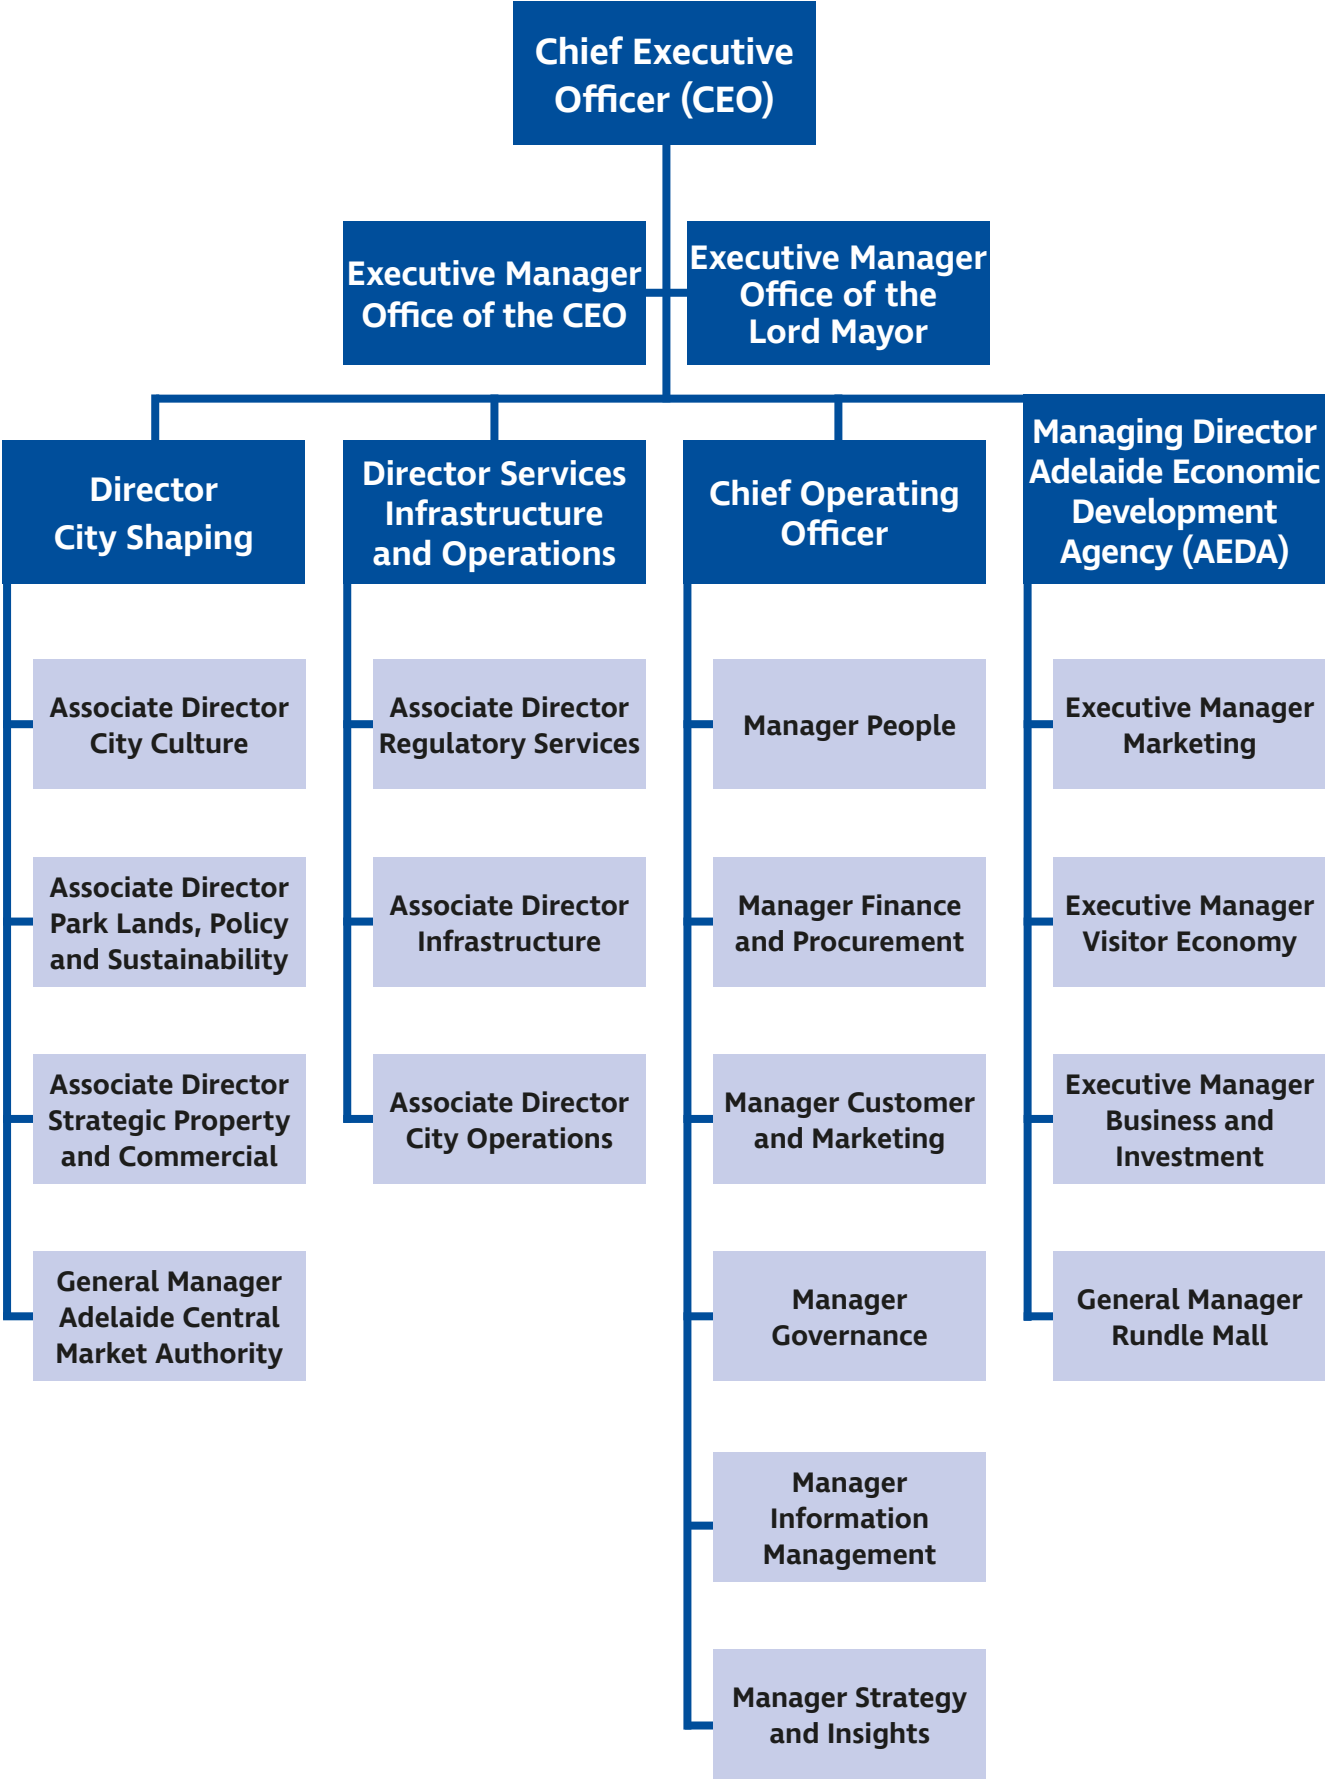 Chief Executive
Officer (CEO)
Executive Manager
Office of the CEO
Executive Manager
Office of the
Lord Mayor
Director
City Shaping
Director Services
Infrastructure
and Operations
Chief Operating
Officer
Managing Director
Adelaide Economic
Development
Agency (AEDA)
Associate Director
City Culture
Associate Director
Park Lands, Policy
and Sustainability
Associate Director
Strategic Property
and Commercial
General Manager
Adelaide Central
Market Authority
Associate Director
Regulatory Services
Associate Director
Infrastructure
Associate Director
City Operations
Manager People
Manager Finance
and Procurement
Manager Customer
and Marketing
Manager
Governance
Manager
Information
Management
Manager Strategy
and Insights
Executive Manager
Marketing
Executive Manager
Visitor Economy
Executive Manager
Business and
Investment
General Manager
Rundle Mall